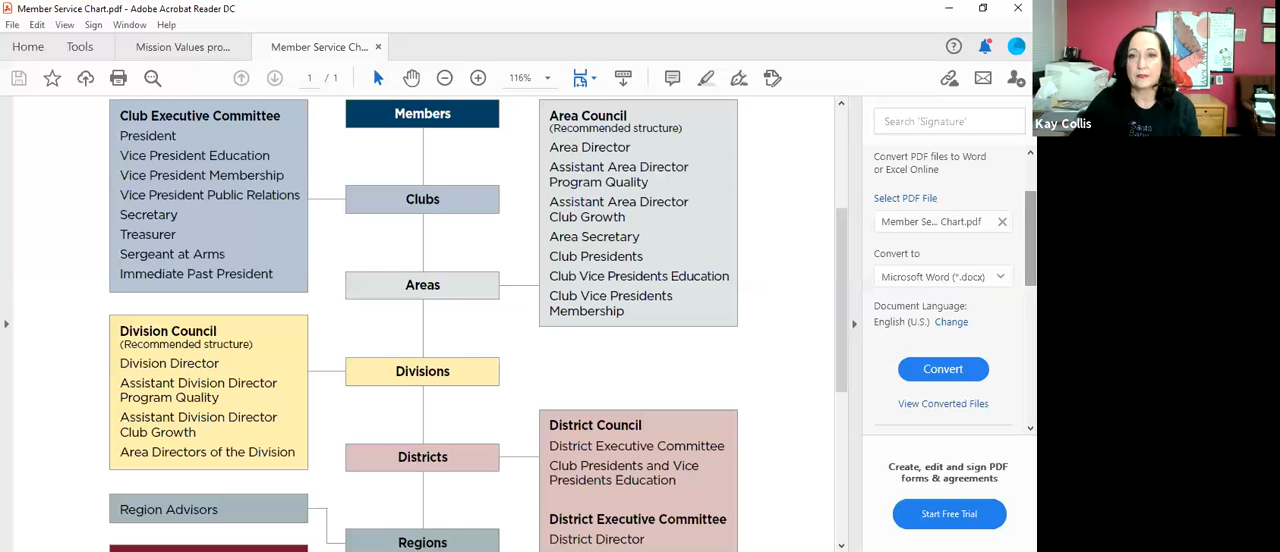 Member Service Chart.pdf - Adobe Acrobat Reader DC
File Edit View Sign Window Help
Home Tools Mission Values pro... Member Service Ch... ×
1 / 1 116%
Club Executive Committee
President
Vice President Education
Vice President Membership
Vice President Public Relations
Secretary
Treasurer
Sergeant at Arms
Immediate Past President
Members
Clubs
Areas
Area Council
(Recommended structure)
Area Director
Assistant Area Director
Program Quality
Assistant Area Director
Club Growth
Area Secretary
Club Presidents
Club Vice Presidents Education
Club Vice Presidents
Membership
Division Council
(Recommended structure)
Division Director
Assistant Division Director
Program Quality
Assistant Division Director
Club Growth
Area Directors of the Division
Divisions
Districts
District Council
District Executive Committee
Club Presidents and Vice
Presidents Education
District Executive Committee
District Director
Region Advisors
Regions
Search 'Signature'
Convert PDF files to Word
or Excel Online
Select PDF File
Member Se... Chart.pdf
Convert to
Microsoft Word (*.docx)
Document Language:
English (U.S.) Change
Convert
View Converted Files
Create, edit and sign PDF
forms & agreements
Start Free Trial
Kay Collis
Santa